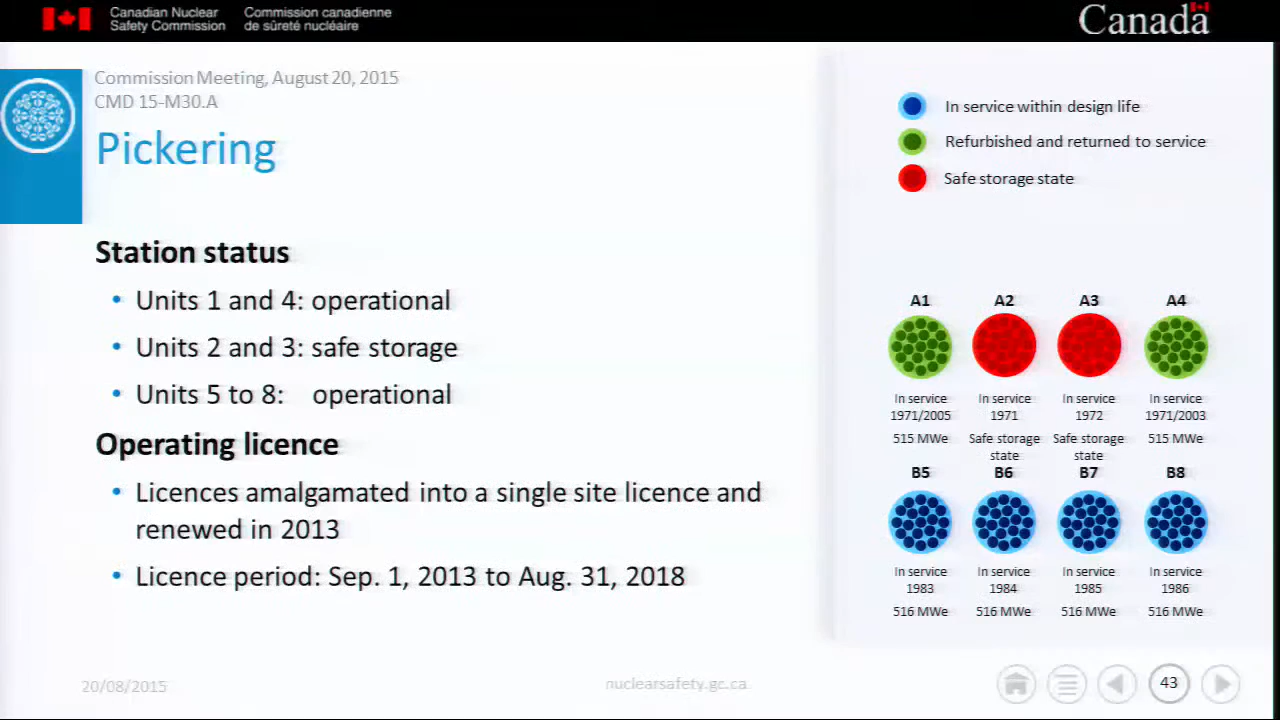 Canadian Nuclear Safety Commission
Commission canadienne de sûreté nucléaire
Canada
Commission Meeting, August 20, 2015
CMD 15-M30.A
Pickering
Station status
• Units 1 and 4: operational
• Units 2 and 3: safe storage
• Units 5 to 8: operational
Operating licence
• Licences amalgamated into a single site licence and
renewed in 2013
• Licence period: Sep. 1, 2013 to Aug. 31, 2018
In service within design life
Refurbished and returned to service
Safe storage state
A1 A2 A3 A4
In service In service In service In service
1971/2005 1971 1972 1971/2003
515 MWe Safe storage Safe storage 515 MWe
state state
B5 B6 B7 B8
In service In service In service In service
1983 1984 1985 1986
516 MWe 516 MWe 516 MWe 516 MWe
20/08/2015
nuclearsafety.gc.ca
43